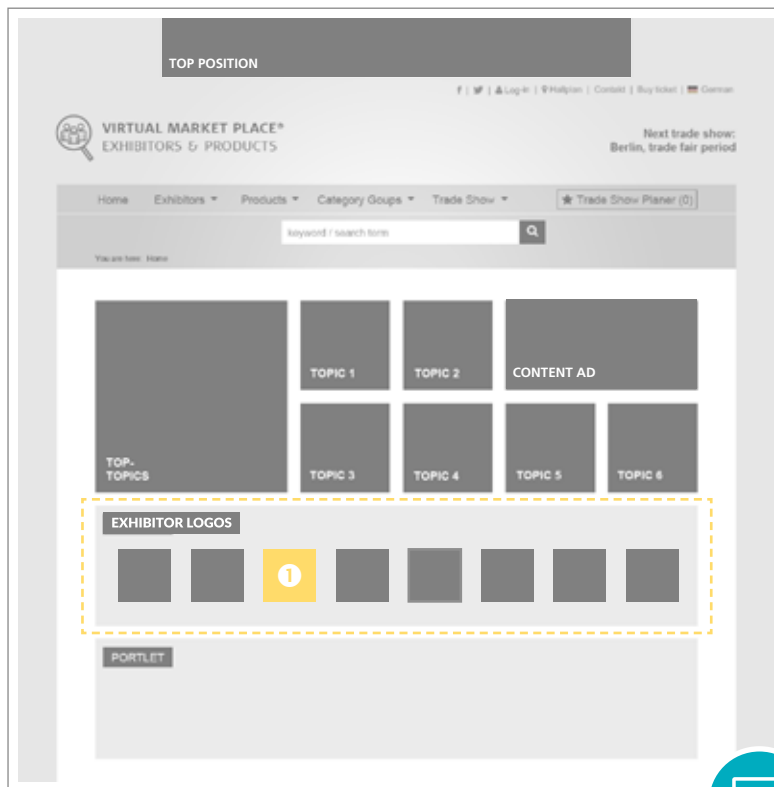 TOP POSITION
f | | Log-in | Hallplan | Contakt | Buy ticket | German
VIRTUAL MARKET PLACE®
EXHIBITORS & PRODUCTS
Next trade show:
Berlin, trade fair period
Home Exhibitors Products Category Goups Trade Show Trade Show Planer (0)
keyword / search term
You are here: Home
TOPIC 1 TOPIC 2 CONTENT AD
TOP-
TOPICS TOPIC 3 TOPIC 4 TOPIC 5 TOPIC 6
EXHIBITOR LOGOS
1
PORTLET